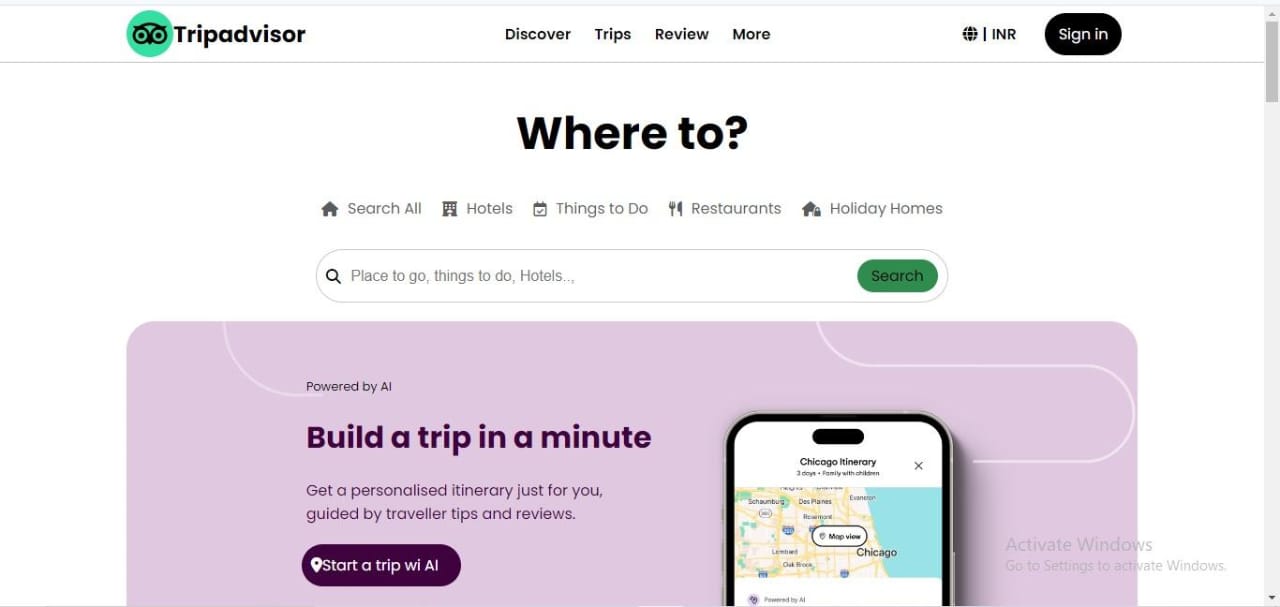 Tripadvisor
Discover Trips Review More
| INR
Sign in
Where to?
Search All Hotels Things to Do Restaurants Holiday Homes
Place to go, things to do, Hotels..,
Search
Powered by AI
Build a trip in a minute
Get a personalised itinerary just for you,
guided by traveller tips and reviews.
Start a trip wi AI
Chicago Itinerary
3 days • Family with children
Schaumburg
Des Plaines
Evanston
Rosemont
Map view
Lombard
Chicago
Oak Brook
Powered by AI
Activate Windows
Go to Settings to activate Windows.